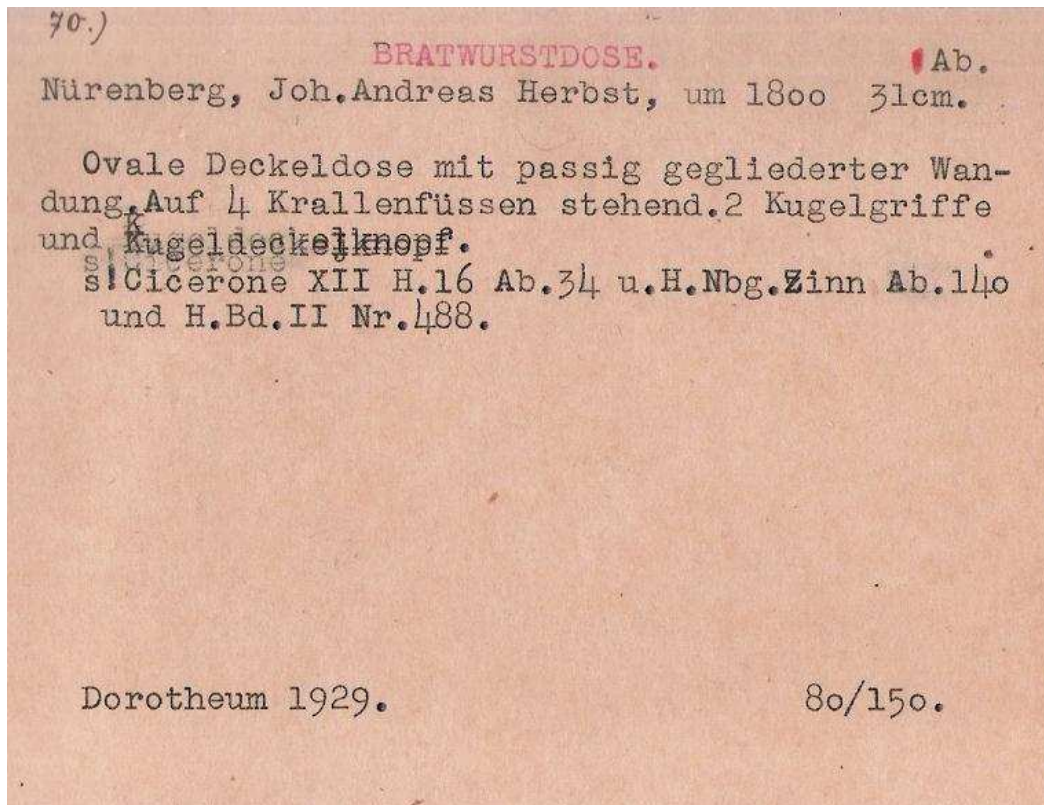 70.)
BRATWURSTDOSE. Ab.
Nürenberg, Joh.Andreas Herbst, um 18oo 31cm.
Ovale Deckeldose mit passig gegliederter Wan-
dung.Auf 4 Krallenfüssen stehend.2 Kugelgriffe
und Kugeldeckelknopf.
s!Cicerone XII H.16 Ab.34 u.H.Nbg.Zinn Ab.14o
und H.Bd.II Nr.488.
Dorotheum 1929. 8o/15o.